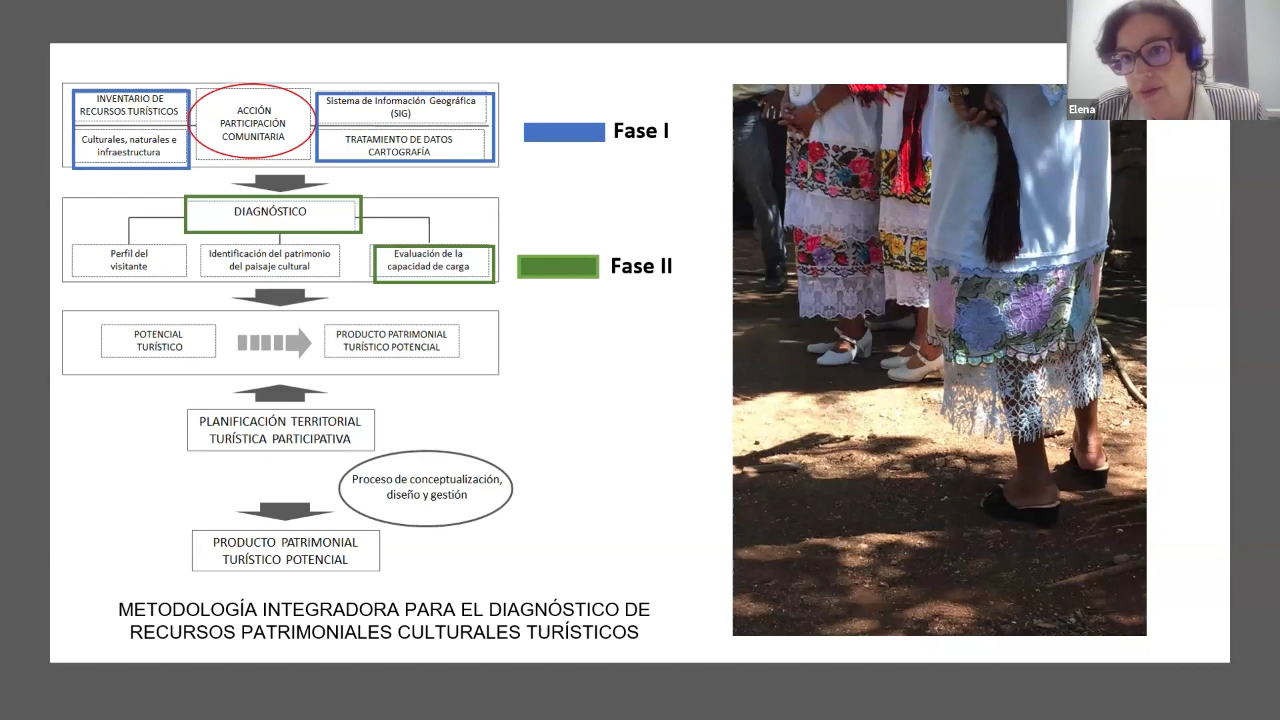 INVENTARIO DE
RECURSOS TURÍSTICOS
Culturales, naturales e
infraestructura
ACCIÓN
PARTICIPACIÓN
COMUNITARIA
Sistema de Información Geográfica
(SIG)
TRATAMIENTO DE DATOS
CARTOGRAFÍA
Fase I
DIAGNÓSTICO
Perfil del
visitante
Identificación del patrimonio
del paisaje cultural
Evaluación de la
capacidad de carga
Fase II
POTENCIAL
TURÍSTICO
PRODUCTO PATRIMONIAL
TURÍSTICO POTENCIAL
PLANIFICACIÓN TERRITORIAL
TURÍSTICA PARTICIPATIVA
Proceso de conceptualización,
diseño y gestión
PRODUCTO PATRIMONIAL
TURÍSTICO POTENCIAL
METODOLOGÍA INTEGRADORA PARA EL DIAGNÓSTICO DE
RECURSOS PATRIMONIALES CULTURALES TURÍSTICOS
Elena